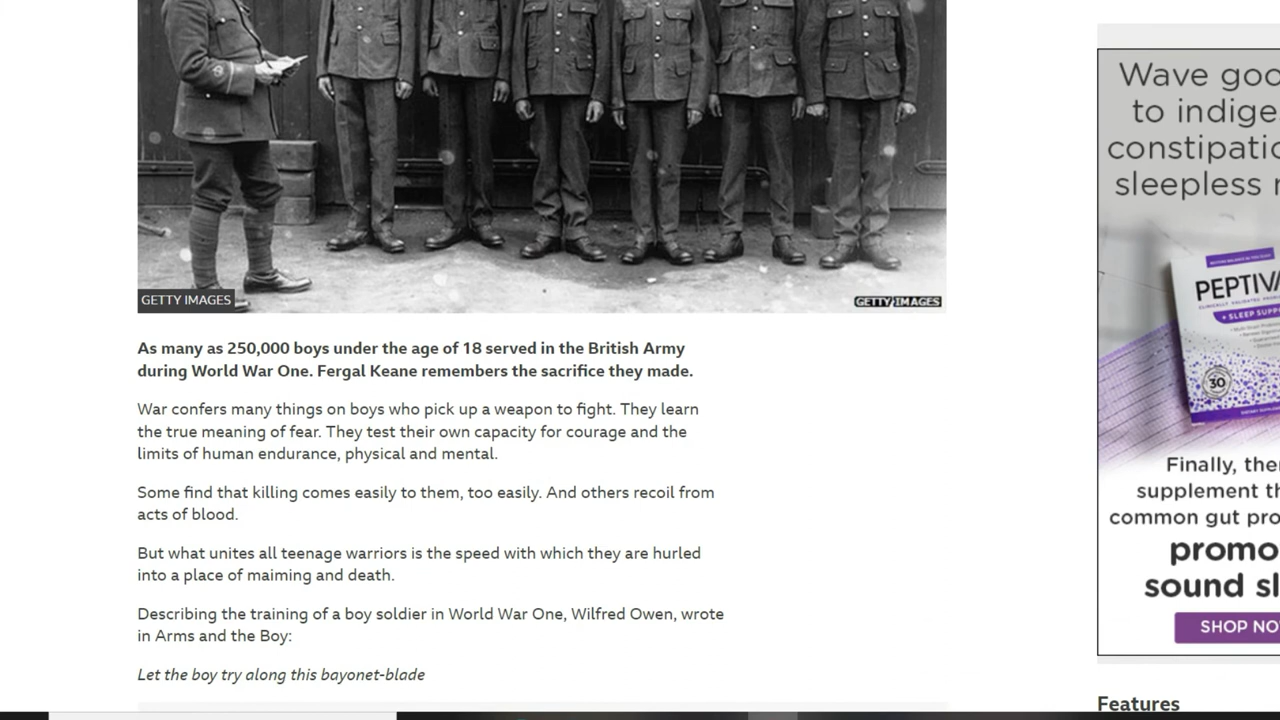 GETTY IMAGES
GETTY IMAGES
As many as 250,000 boys under the age of 18 served in the British Army
during World War One. Fergal Keane remembers the sacrifice they made.
War confers many things on boys who pick up a weapon to fight. They learn
the true meaning of fear. They test their own capacity for courage and the
limits of human endurance, physical and mental.
Some find that killing comes easily to them, too easily. And others recoil from
acts of blood.
But what unites all teenage warriors is the speed with which they are hurled
into a place of maiming and death.
Describing the training of a boy soldier in World War One, Wilfred Owen, wrote
in Arms and the Boy:
Let the boy try along this bayonet-blade
Wave goo
to indige
constipatio
sleepless
PEPTIVA
+ SLEEP SUPP
30
Finally, ther
supplement th
common gut pro
promo
sound sl
SHOP NO
Features